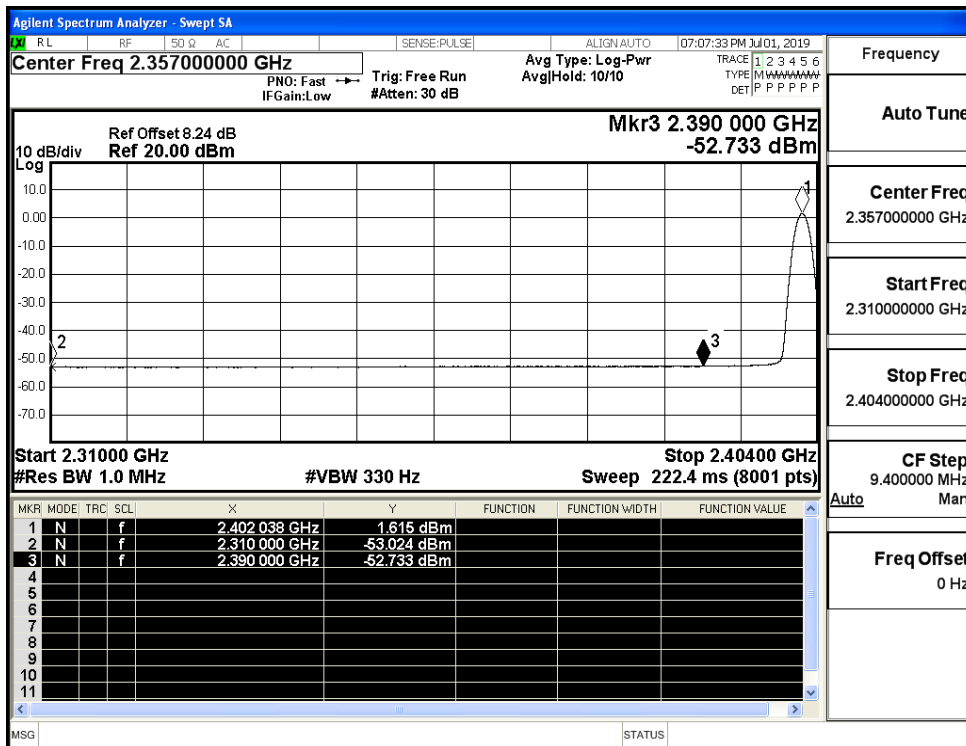 Agilent Spectrum Analyzer - Swept SA
LXI RL RF 50 Ω AC SENSE:PULSE ALIGN AUTO 07:07:33 PM Jul 01, 2019
Center Freq 2.357000000 GHz
PNO: Fast
IFGain:Low
Trig: Free Run
#Atten: 30 dB
Avg Type: Log-Pwr
Avg|Hold: 10/10
TRACE 1 2 3 4 5 6
TYPE M WWWWW
DET P P P P P P
Ref Offset 8.24 dB
10 dB/div Ref 20.00 dBm
Log
Mkr3 2.390 000 GHz
-52.733 dBm
10.0
0.00
-10.0
-20.0
-30.0
-40.0
-50.0
-60.0
-70.0
1
2
3
Start 2.31000 GHz Stop 2.40400 GHz
#Res BW 1.0 MHz #VBW 330 Hz Sweep 222.4 ms (8001 pts)
MKR MODE TRC SCL X Y FUNCTION FUNCTION WIDTH FUNCTION VALUE
1 N f 2.402 038 GHz 1.615 dBm
2 N f 2.310 000 GHz -53.024 dBm
3 N f 2.390 000 GHz -52.733 dBm
4
5
6
7
8
9
10
11
MSG STATUS
Frequency
Auto Tune
Center Freq
2.357000000 GHz
Start Freq
2.310000000 GHz
Stop Freq
2.404000000 GHz
CF Step
9.400000 MHz
Auto Man
Freq Offset
0 Hz